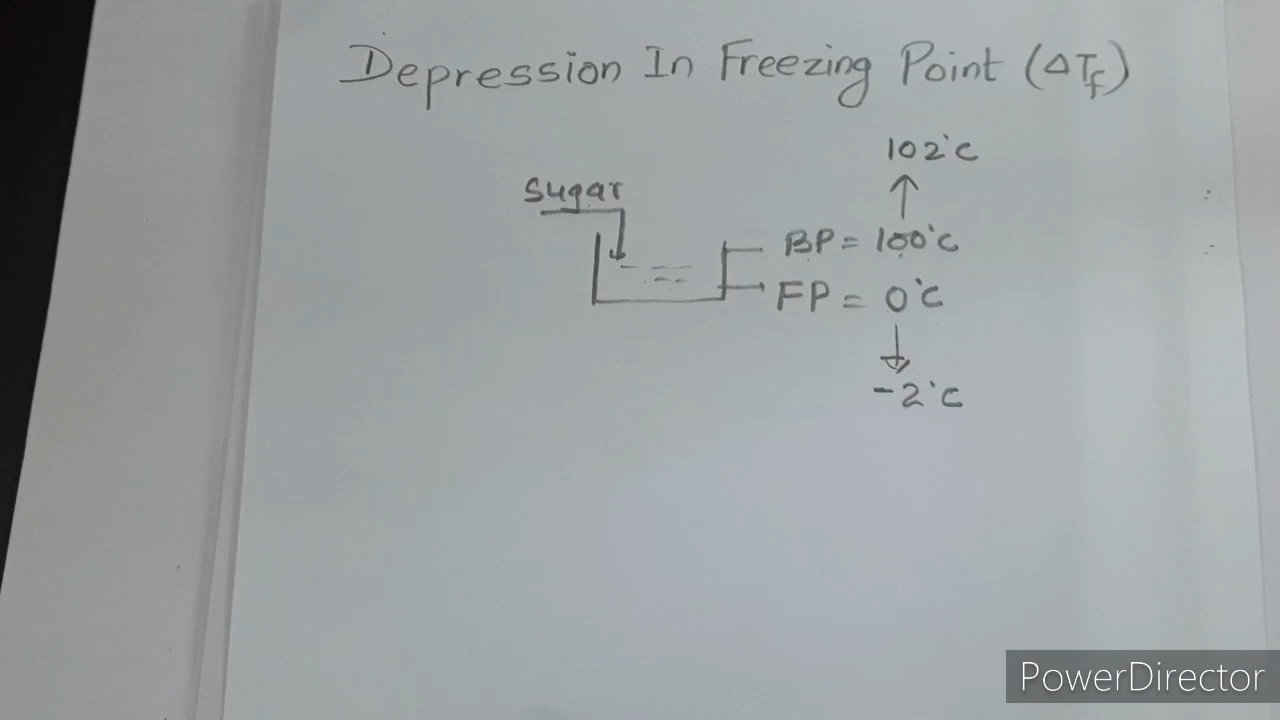 Depression In Freezing Point (ΔTf)
102°C
Sugar
BP = 100°C
FP = 0°C
-2°C
PowerDirector